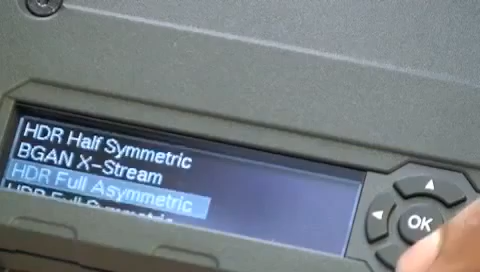 HDR Half Symmetric
BGAN X-Stream
HDR Full Asymmetric
HDR Full Symmetric
OK